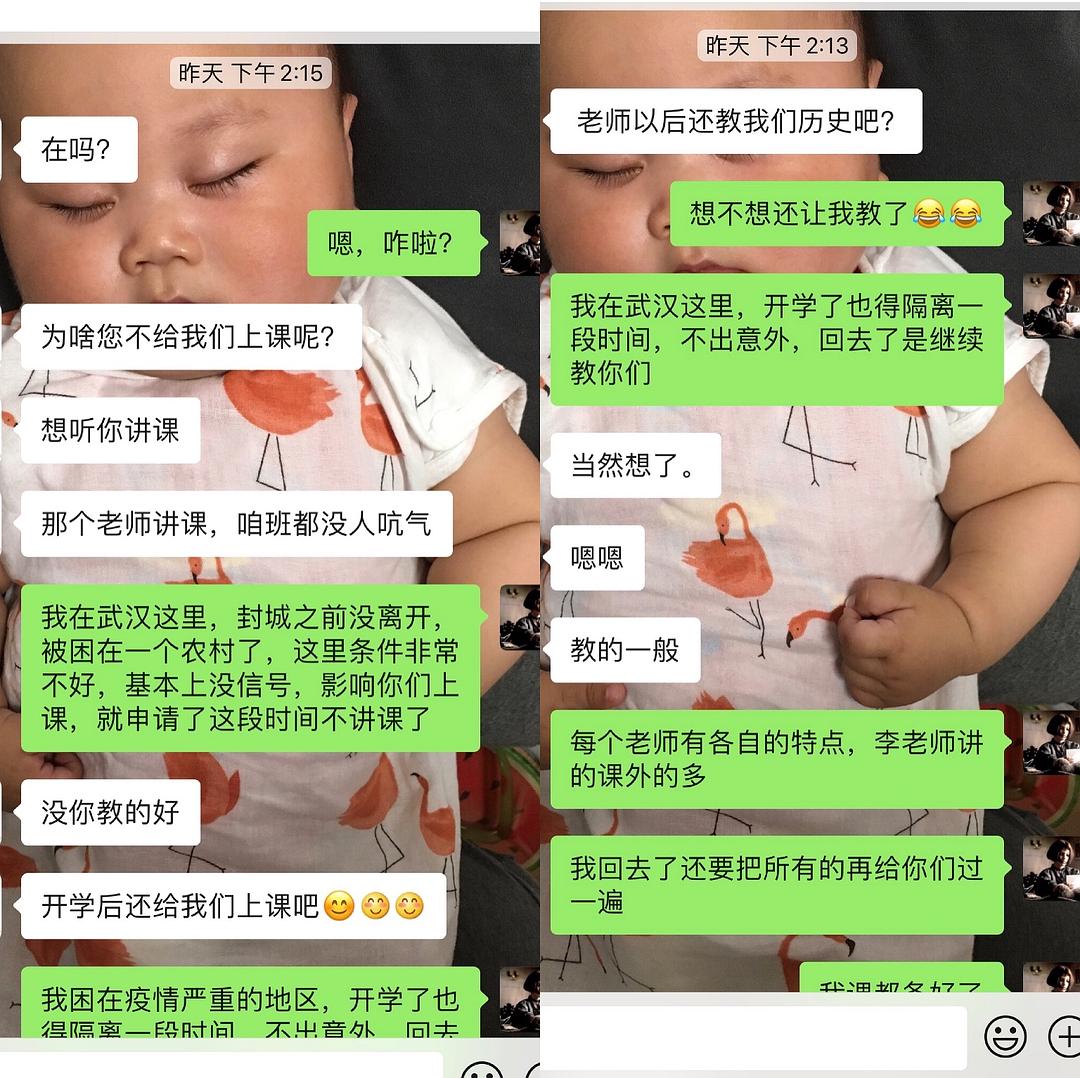 昨天 下午 2:15
在吗？
嗯，咋啦？
为啥您不给我们上课呢？
想听你讲课
那个老师讲课，咱班都没人吭气
我在武汉这里，封城之前没离开，
被困在一个农村了，这里条件非常
不好，基本上没信号，影响你们上
课，就申请了这段时间不讲课了
没你教的好
开学后还给我们上课吧😊😊😊
我困在疫情严重的地区，开学了也
得隔离一段时间，不出意外，回去
昨天 下午 2:13
老师以后还教我们历史吧？
想不想还让我教了😂😂
我在武汉这里，开学了也得隔离一
段时间，不出意外，回去了是继续
教你们
当然想了。
嗯嗯
教的一般
每个老师有各自的特点，李老师讲
的课外的多
我回去了还要把所有的再给你们过
一遍
我课都备好了